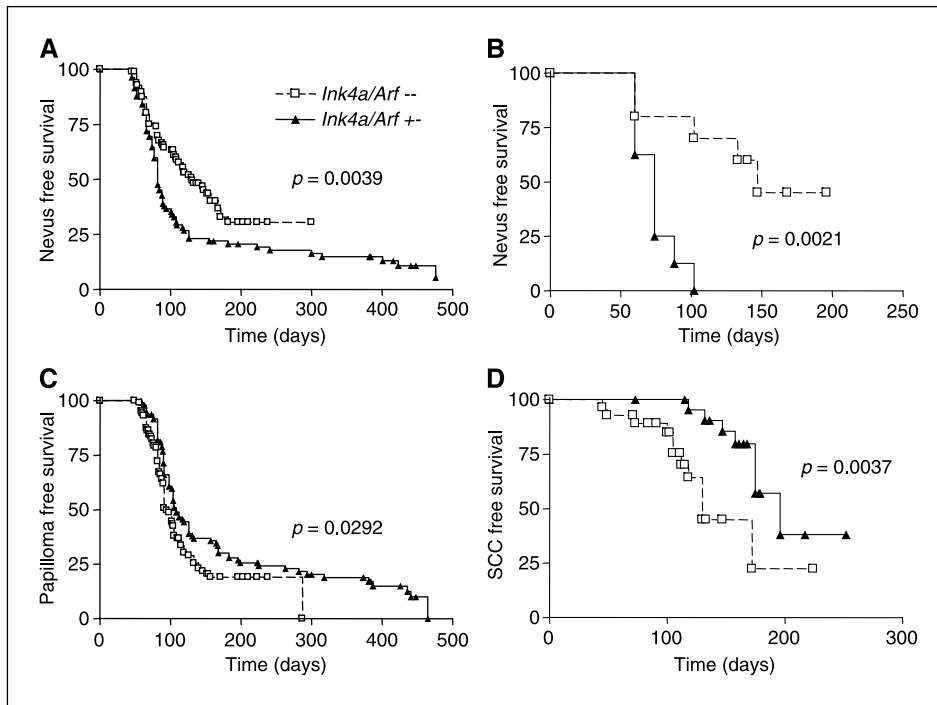 A
Nevus free survival
100
75
50
25
0
Ink4a/Arf --
Ink4a/Arf +-
p = 0.0039
0 100 200 300 400 500
Time (days)
B
Nevus free survival
100
75
50
25
0
p = 0.0021
0 50 100 150 200 250
Time (days)
C
Papilloma free survival
100
75
50
25
0
p = 0.0292
0 100 200 300 400 500
Time (days)
D
SCC free survival
100
75
50
25
0
p = 0.0037
0 100 200 300
Time (days)